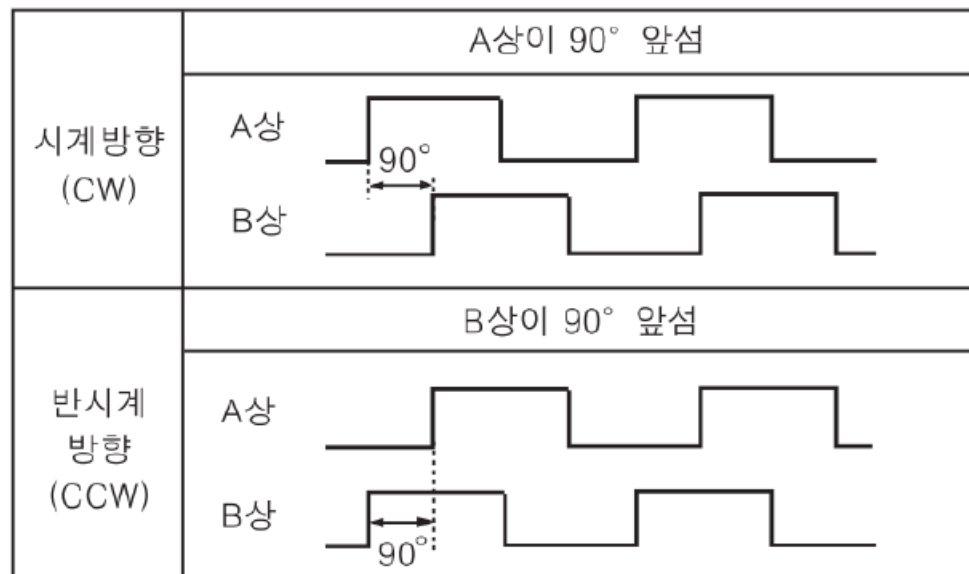 시계방향
(CW)
A상이 90° 앞섬
A상
90°
B상
반시계
방향
(CCW)
B상이 90° 앞섬
A상
B상
90°